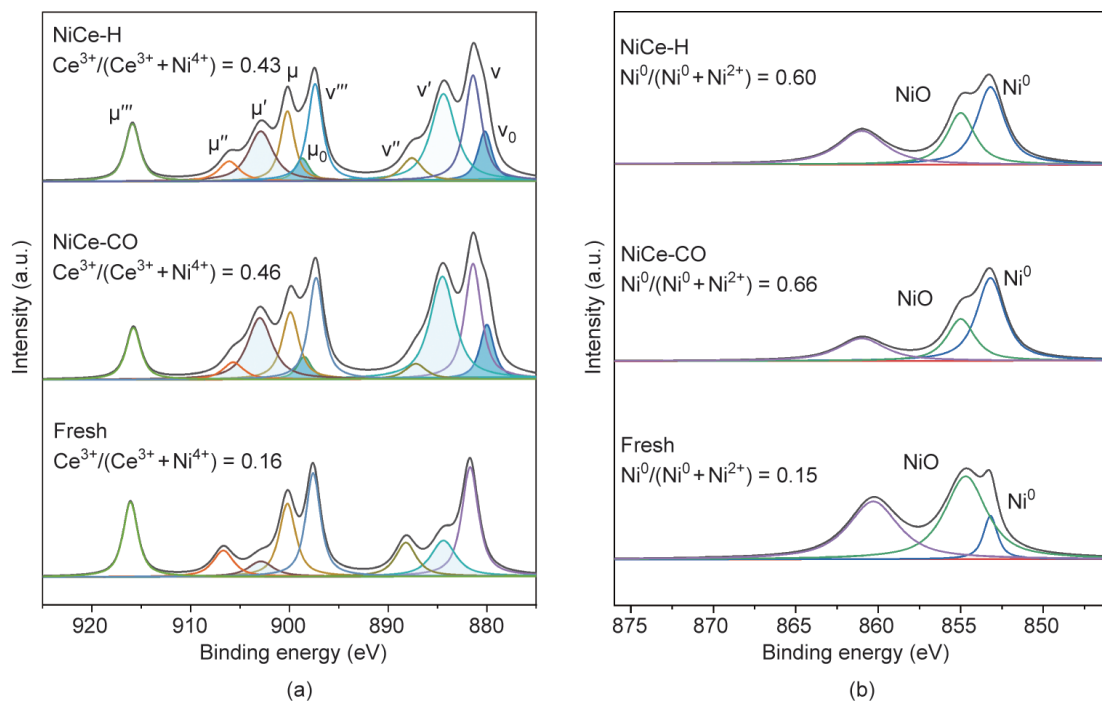 NiCe-H
Ce³⁺/(Ce³⁺ + Ni⁴⁺) = 0.43
μ‴
μ″
μ′
μ
μ₀
v‴
v″
v′
v
v₀
NiCe-CO
Ce³⁺/(Ce³⁺ + Ni⁴⁺) = 0.46
Fresh
Ce³⁺/(Ce³⁺ + Ni⁴⁺) = 0.16
Intensity (a.u.)
920 910 900 890 880
Binding energy (eV)
(a)
NiCe-H
Ni⁰/(Ni⁰ + Ni²⁺) = 0.60
NiO
Ni⁰
NiCe-CO
Ni⁰/(Ni⁰ + Ni²⁺) = 0.66
NiO
Ni⁰
Fresh
Ni⁰/(Ni⁰ + Ni²⁺) = 0.15
NiO
Ni⁰
Intensity (a.u.)
875 870 865 860 855 850
Binding energy (eV)
(b)